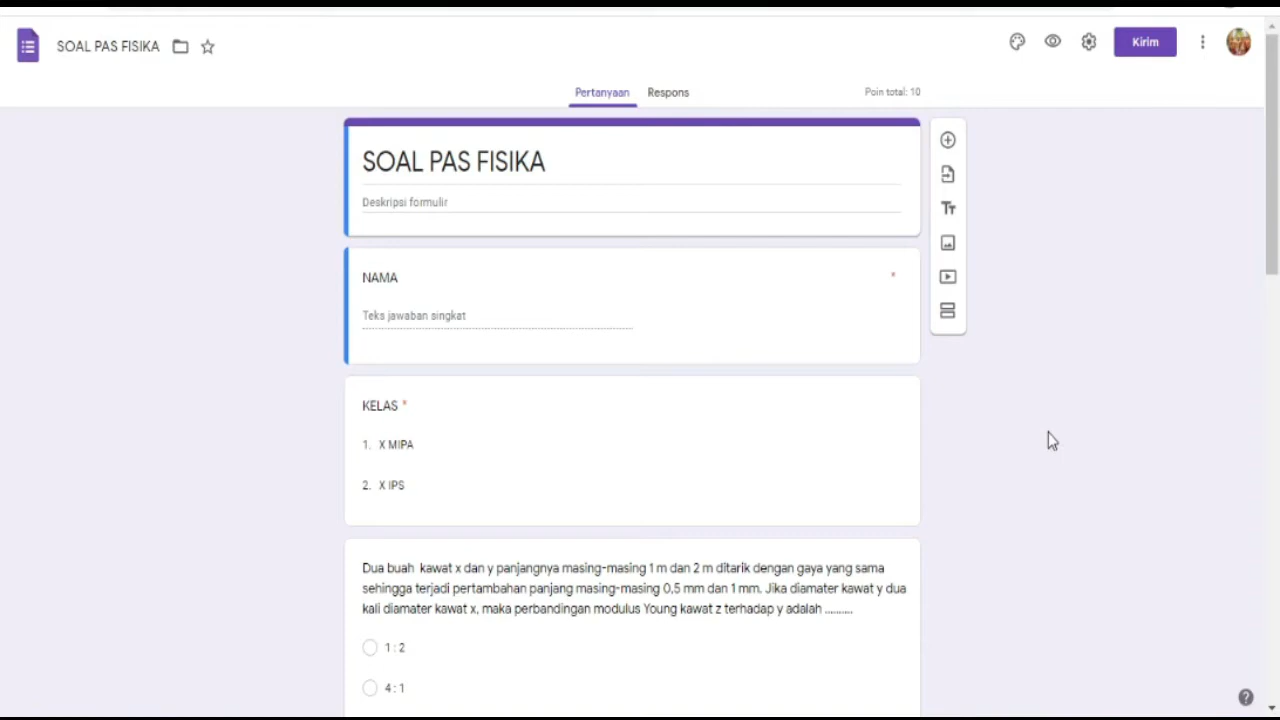 SOAL PAS FISIKA
Kirim
Pertanyaan Respons Poin total: 10
SOAL PAS FISIKA
Deskripsi formulir
NAMA *
Teks jawaban singkat
KELAS *
1. X MIPA
2. X IPS
Dua buah kawat x dan y panjangnya masing-masing 1 m dan 2 m ditarik dengan gaya yang sama
sehingga terjadi pertambahan panjang masing-masing 0,5 mm dan 1 mm. Jika diamater kawat y dua
kali diamater kawat x, maka perbandingan modulus Young kawat z terhadap y adalah ..........
1 : 2
4 : 1